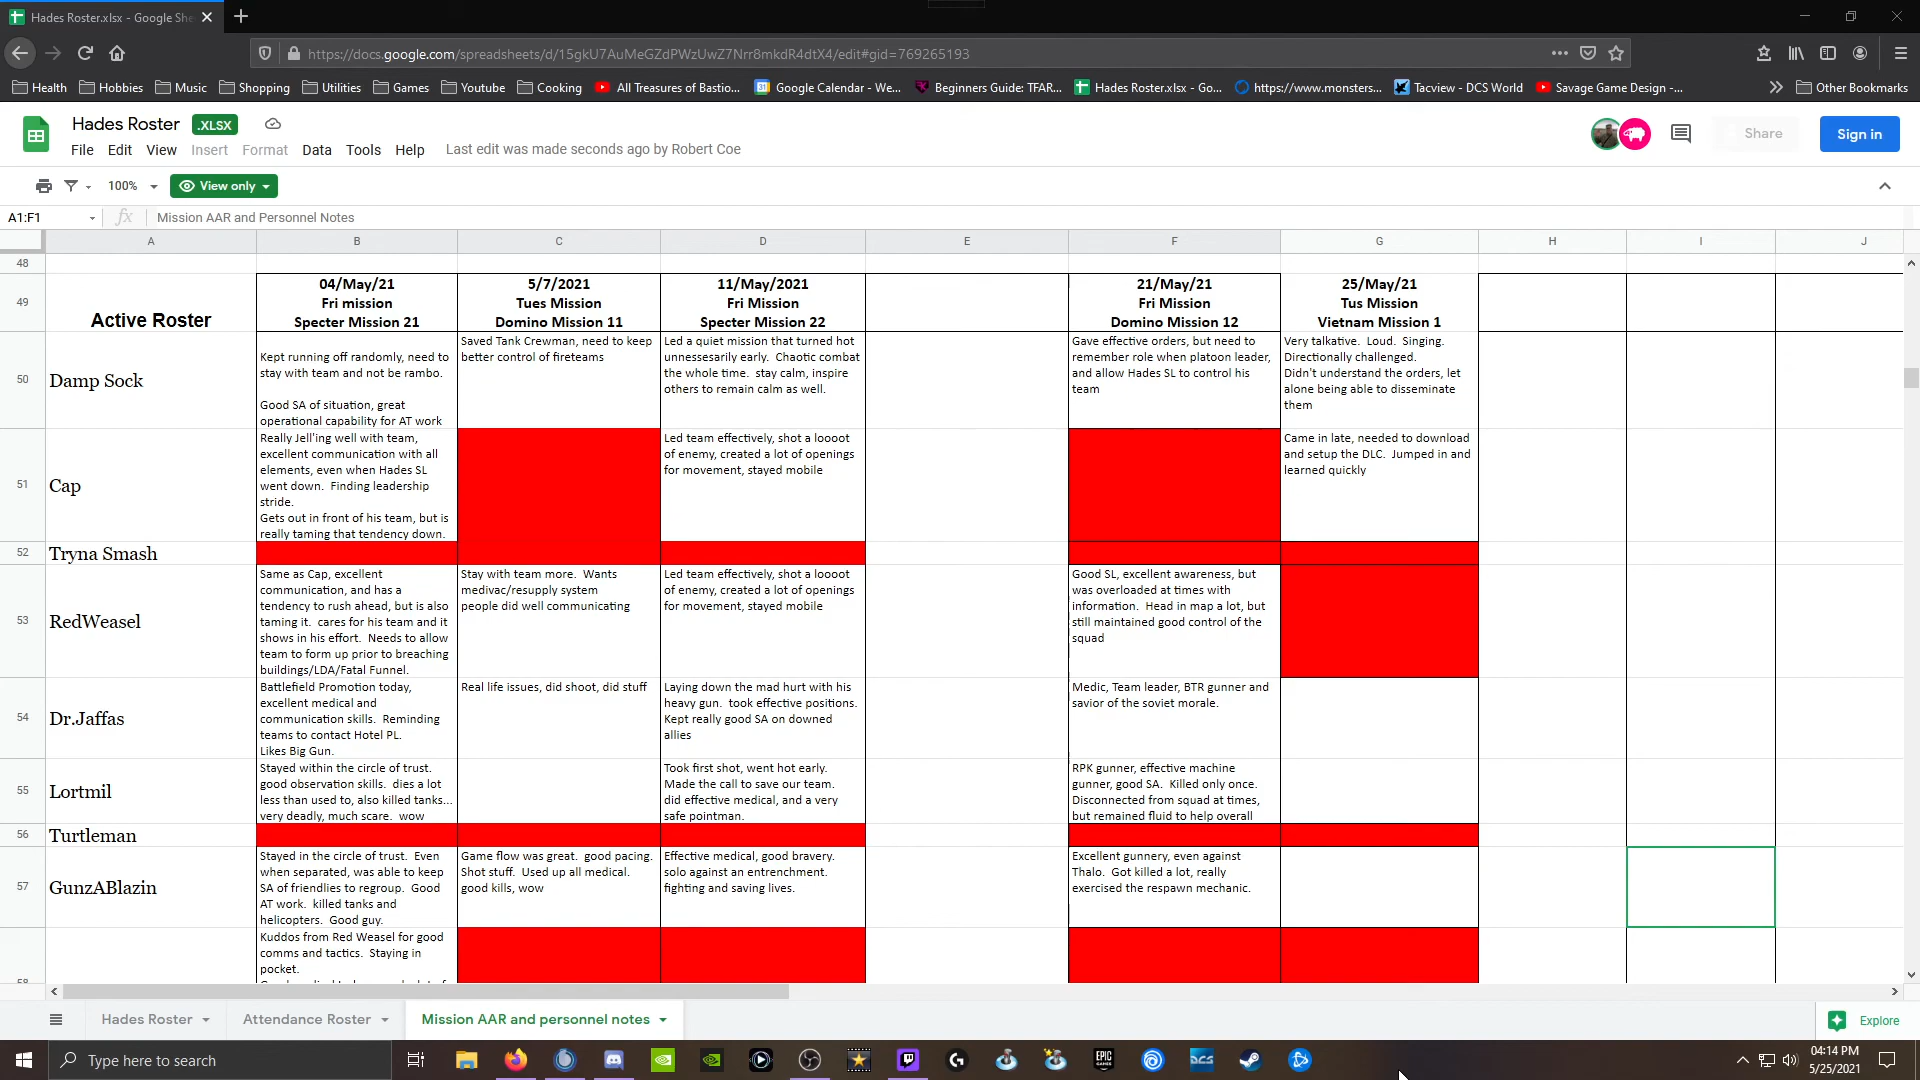 Hades Roster.xlsx - Google She
https://docs.google.com/spreadsheets/d/15gkU7AuMeGZdPWzUwZ7Nrr8mkdR4dtX4/edit#gid=769265193
Health Hobbies Music Shopping Utilities Games Youtube Cooking All Treasures of Bastio... Google Calendar - We... Beginners Guide: TFAR... Hades Roster.xlsx - Go... https://www.monsters... Tacview - DCS World Savage Game Design -... Other Bookmarks
Hades Roster .XLSX
Share Sign in
File Edit View Insert Format Data Tools Help Last edit was made seconds ago by Robert Coe
100% View only
A1:F1 fx Mission AAR and Personnel Notes
A B C D E F G H I J
48
49
Active Roster
04/May/21
Fri mission
Specter Mission 21
5/7/2021
Tues Mission
Domino Mission 11
11/May/2021
Fri Mission
Specter Mission 22
21/May/21
Fri Mission
Domino Mission 12
25/May/21
Tus Mission
Vietnam Mission 1
50
Damp Sock
Kept running off randomly, need to
stay with team and not be rambo.
Good SA of situation, great
operational capability for AT work
Saved Tank Crewman, need to keep
better control of fireteams
Led a quiet mission that turned hot
unnessesarily early. Chaotic combat
the whole time. stay calm, inspire
others to remain calm as well.
Gave effective orders, but need to
remember role when platoon leader,
and allow Hades SL to control his
team
Very talkative. Loud. Singing.
Directionally challenged.
Didn't understand the orders, let
alone being able to disseminate
them
51
Cap
Really Jell'ing well with team,
excellent communication with all
elements, even when Hades SL
went down. Finding leadership
stride.
Gets out in front of his team, but is
really taming that tendency down.
Led team effectively, shot a loooot
of enemy, created a lot of openings
for movement, stayed mobile
Came in late, needed to download
and setup the DLC. Jumped in and
learned quickly
52
Tryna Smash
53
RedWeasel
Same as Cap, excellent
communication, and has a
tendency to rush ahead, but is also
taming it. cares for his team and it
shows in his effort. Needs to allow
team to form up prior to breaching
buildings/LDA/Fatal Funnel.
Stay with team more. Wants
medivac/resupply system
people did well communicating
Led team effectively, shot a loooot
of enemy, created a lot of openings
for movement, stayed mobile
Good SL, excellent awareness, but
was overloaded at times with
information. Head in map a lot, but
still maintained good control of the
squad
54
Dr.Jaffas
Battlefield Promotion today,
excellent medical and
communication skills. Reminding
teams to contact Hotel PL.
Likes Big Gun.
Real life issues, did shoot, did stuff
Laying down the mad hurt with his
heavy gun. took effective positions.
Kept really good SA on downed
allies
Medic, Team leader, BTR gunner and
savior of the soviet morale.
55
Lortmil
Stayed within the circle of trust.
good observation skills. dies a lot
less than used to, also killed tanks...
very deadly, much scare. wow
Took first shot, went hot early.
Made the call to save our team.
did effective medical, and a very
safe pointman.
RPK gunner, effective machine
gunner, good SA. Killed only once.
Disconnected from squad at times,
but remained fluid to help overall
56
Turtleman
57
GunzABlazin
Stayed in the circle of trust. Even
when separated, was able to keep
SA of friendlies to regroup. Good
AT work. killed tanks and
helicopters. Good guy.
Game flow was great. good pacing.
Shot stuff. Used up all medical.
good kills, wow
Effective medical, good bravery.
solo against an entrenchment.
fighting and saving lives.
Excellent gunnery, even against
Thalo. Got killed a lot, really
exercised the respawn mechanic.
Kuddos from Red Weasel for good
comms and tactics. Staying in
pocket.
Hades Roster Attendance Roster Mission AAR and personnel notes Explore
Type here to search
EPIC GAMES
DCS
04:14 PM
5/25/2021